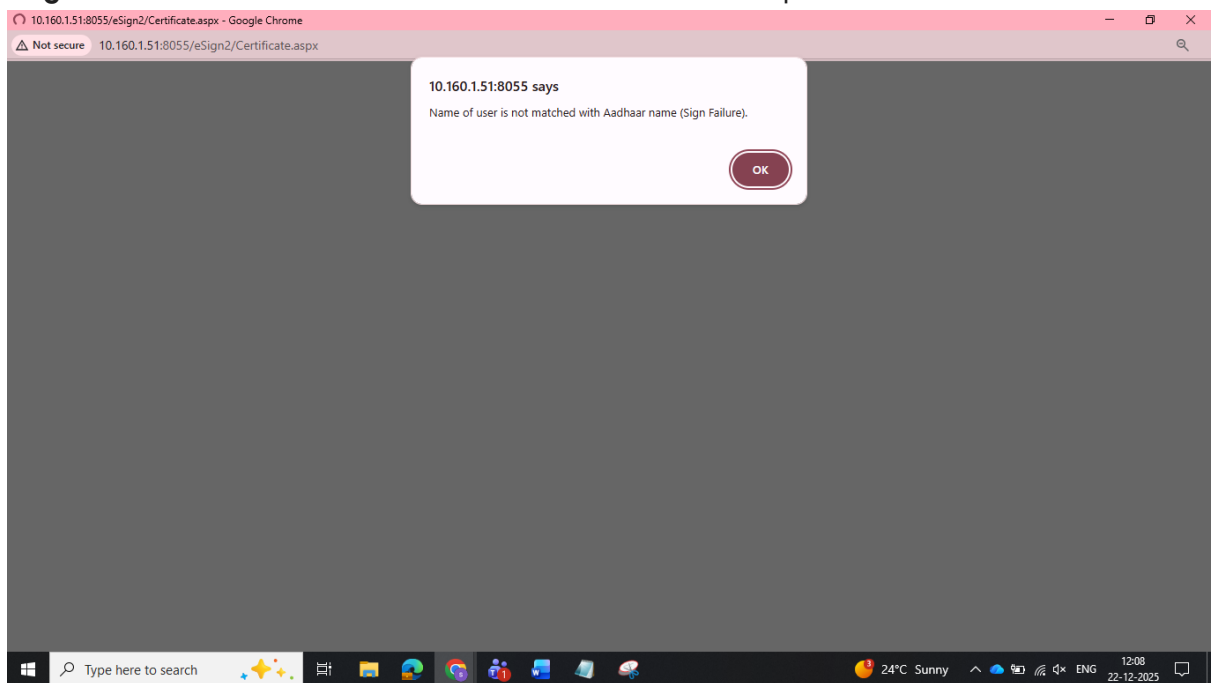 10.160.1.51:8055/eSign2/Certificate.aspx - Google Chrome
Not secure 10.160.1.51:8055/eSign2/Certificate.aspx
10.160.1.51:8055 says
Name of user is not matched with Aadhaar name (Sign Failure).
OK
Type here to search
24°C Sunny
ENG
12:08
22-12-2025